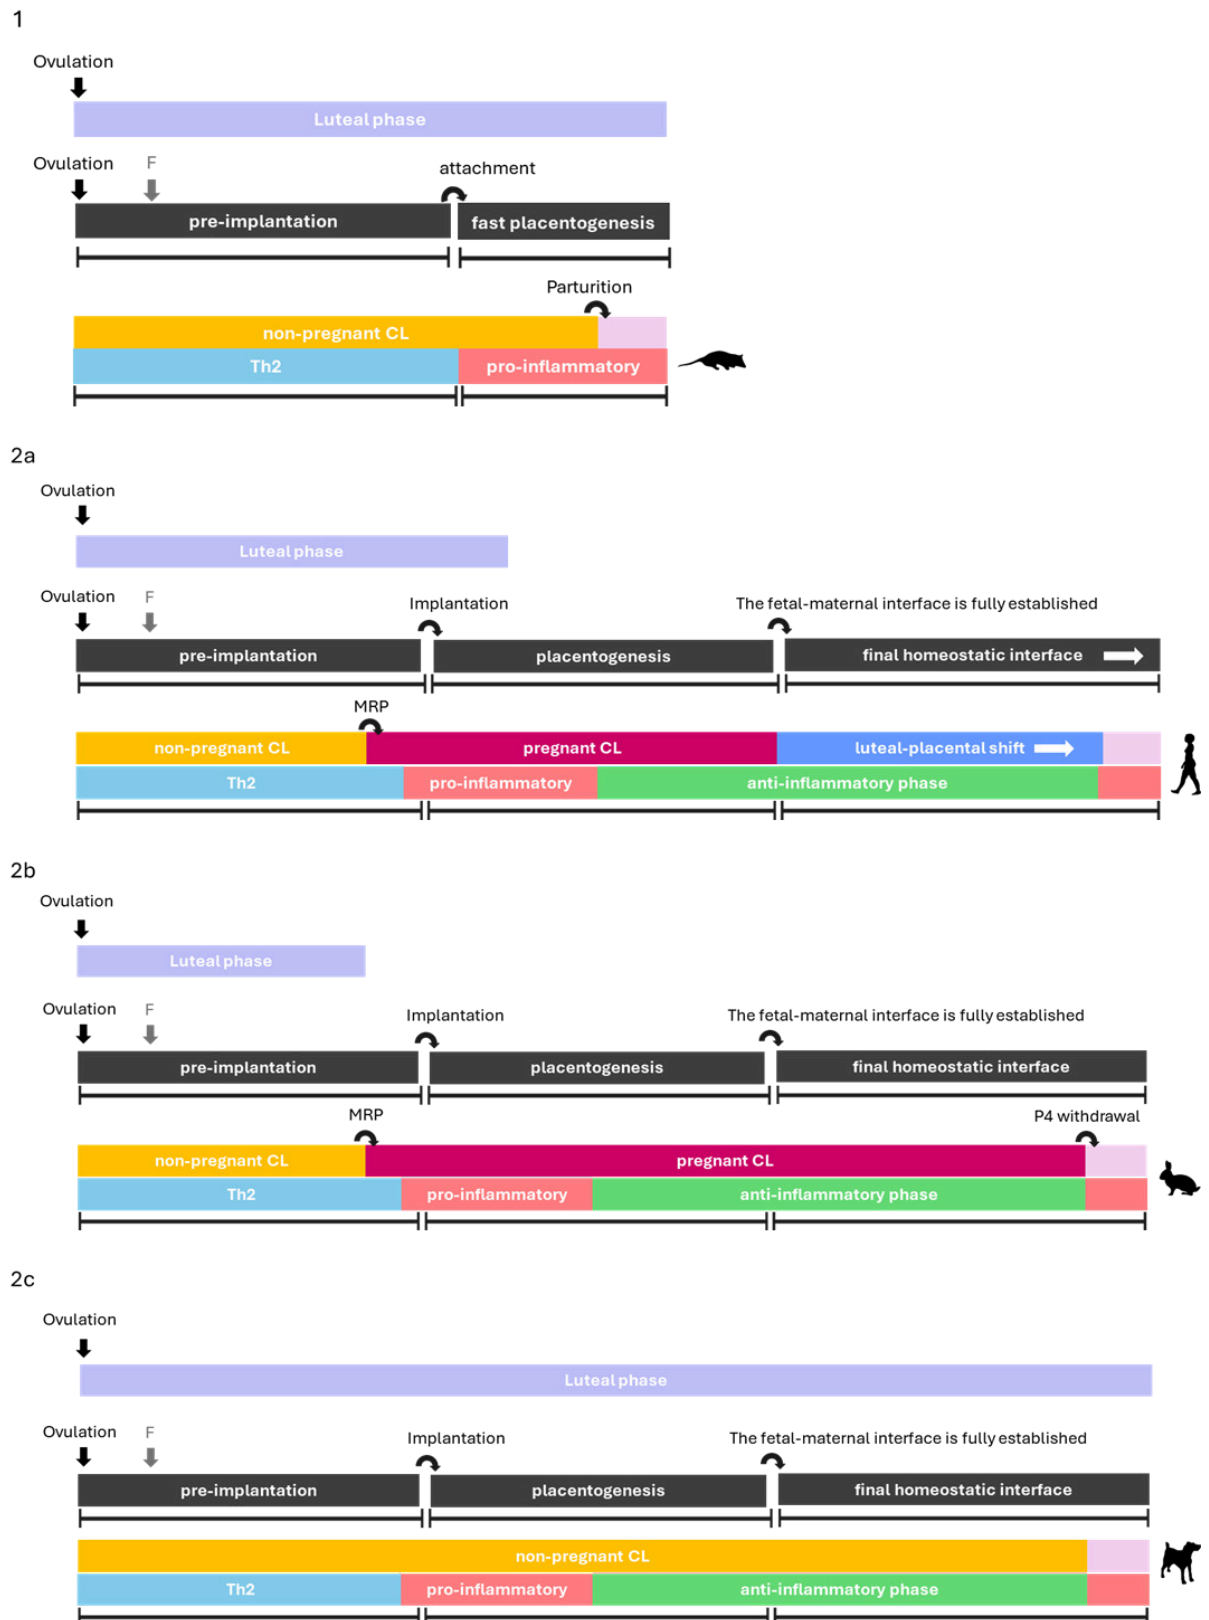 1
Ovulation
Luteal phase
Ovulation F
attachment
pre-implantation fast placentogenesis
Parturition
non-pregnant CL
Th2 pro-inflammatory
2a
Ovulation
Luteal phase
Ovulation F
Implantation The fetal-maternal interface is fully established
pre-implantation placentogenesis final homeostatic interface
MRP
non-pregnant CL pregnant CL luteal-placental shift
Th2 pro-inflammatory anti-inflammatory phase
2b
Ovulation
Luteal phase
Ovulation F
Implantation The fetal-maternal interface is fully established
pre-implantation placentogenesis final homeostatic interface
MRP P4 withdrawal
non-pregnant CL pregnant CL
Th2 pro-inflammatory anti-inflammatory phase
2c
Ovulation
Luteal phase
Ovulation F
Implantation The fetal-maternal interface is fully established
pre-implantation placentogenesis final homeostatic interface
non-pregnant CL
Th2 pro-inflammatory anti-inflammatory phase